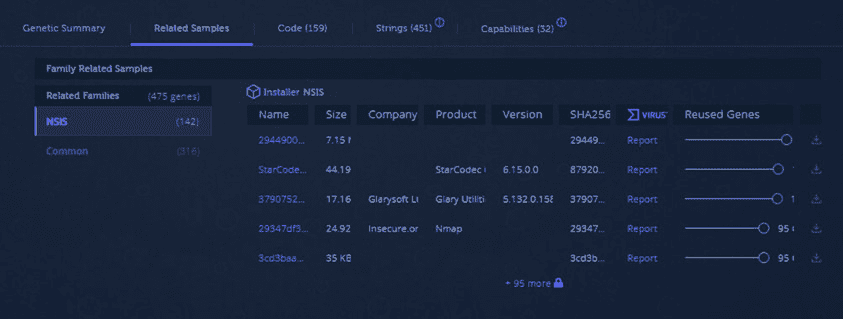 Genetic Summary Related Samples Code (159) Strings (451) Capabilities (32)
Family Related Samples
Related Families (475 genes)
NSIS (142)
Common (316)
Installer NSIS
Name Size Company Product Version SHA256 VIRUS Reused Genes
2944900... 7.15 29449... Report
StarCode... 44.19 StarCodec 6.15.0.0 87920... Report
3790752... 17.16 Glarysoft Glary Utiliti 5.132.0.158 37907... Report
29347df3... 24.92 Insecure.or Nmap 29347... Report 95
3cd3baa... 35 KB 3cd3b... Report 95
+ 95 more